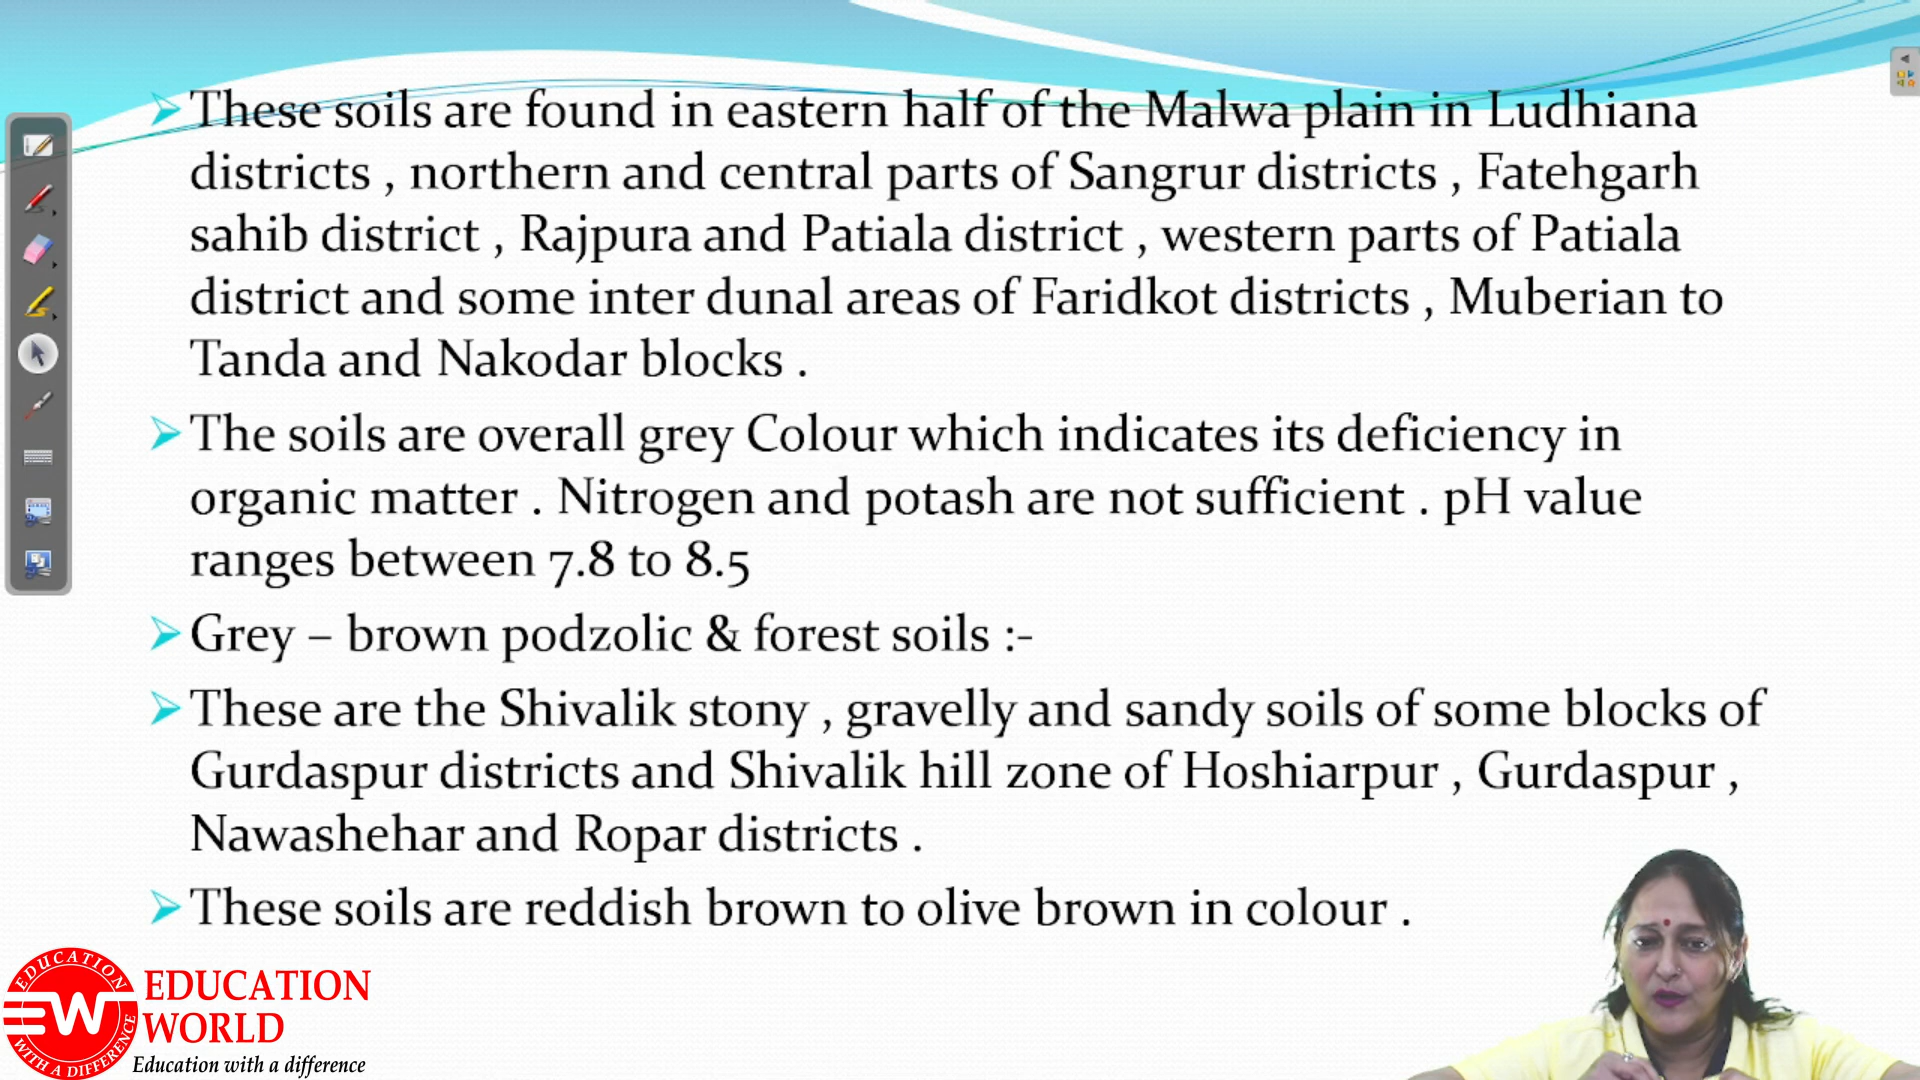 These soils are found in eastern half of the Malwa plain in Ludhiana
districts , northern and central parts of Sangrur districts , Fatehgarh
sahib district , Rajpura and Patiala district , western parts of Patiala
district and some inter dunal areas of Faridkot districts , Muberian to
Tanda and Nakodar blocks .
The soils are overall grey Colour which indicates its deficiency in
organic matter . Nitrogen and potash are not sufficient . pH value
ranges between 7.8 to 8.5
Grey – brown podzolic & forest soils :-
These are the Shivalik stony , gravelly and sandy soils of some blocks of
Gurdaspur districts and Shivalik hill zone of Hoshiarpur , Gurdaspur ,
Nawashehar and Ropar districts .
These soils are reddish brown to olive brown in colour .
EDUCATION
W
WITH A DIFFERENCE
EDUCATION
WORLD
Education with a difference